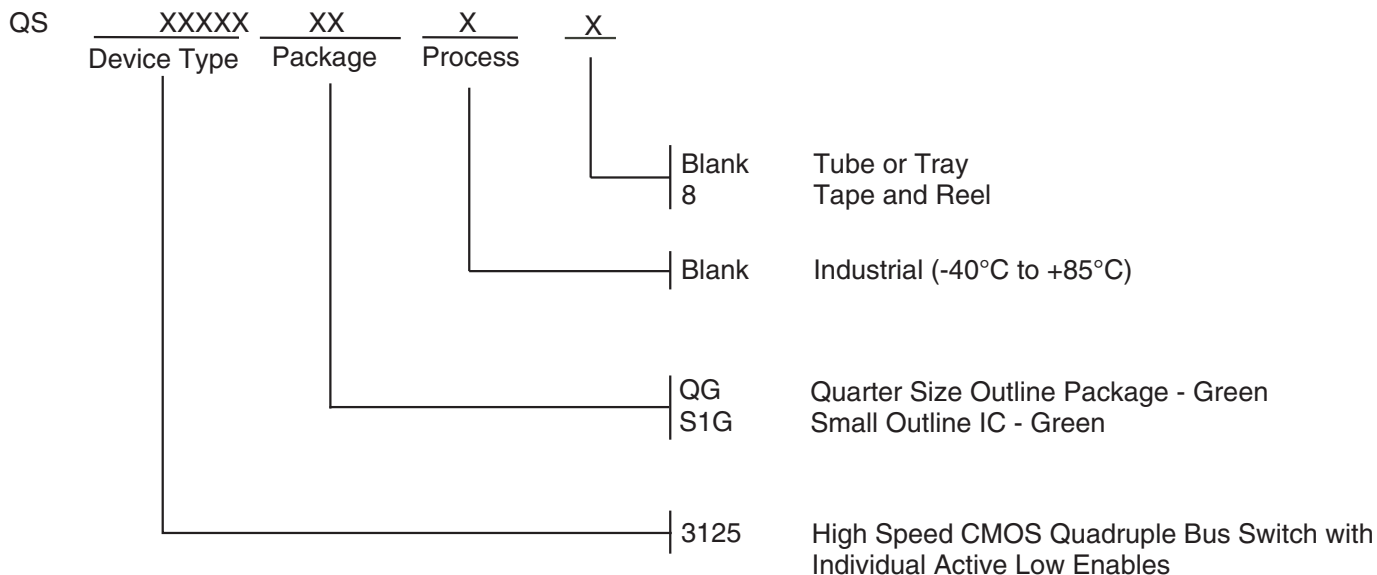 QS XXXXX XX X X
Device Type Package Process
Blank Tube or Tray
8 Tape and Reel
Blank Industrial (-40°C to +85°C)
QG Quarter Size Outline Package - Green
S1G Small Outline IC - Green
3125 High Speed CMOS Quadruple Bus Switch with
Individual Active Low Enables